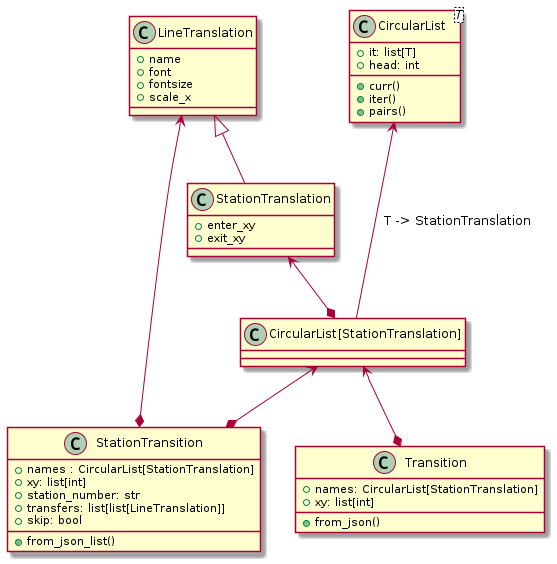 C LineTranslation
name
font
fontsize
scale_x
C CircularList
T
it: list[T]
head: int
curr()
iter()
pairs()
C StationTranslation
enter_xy
exit_xy
T -> StationTranslation
C CircularList[StationTranslation]
C StationTransition
names : CircularList[StationTranslation]
xy: list[int]
station_number: str
transfers: list[list[LineTranslation]]
skip: bool
from_json_list()
C Transition
names: CircularList[StationTranslation]
xy: list[int]
from_json()